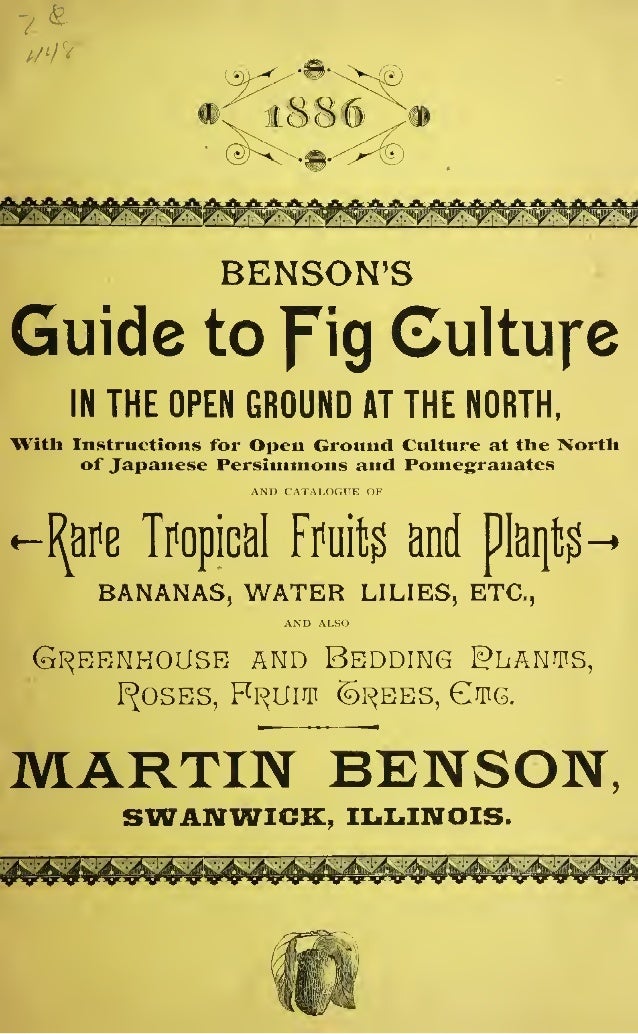 1886
BENSON'S
Guide to Fig Culture
IN THE OPEN GROUND AT THE NORTH,
With Instructions for Open Ground Culture at the North
of Japanese Persimmons and Pomegranates
AND CATALOGUE OF
Rare Tropical Fruits and Plants
BANANAS, WATER LILIES, ETC.,
AND ALSO
GREENHOUSE AND BEDDING PLANTS,
ROSES, FRUIT TREES, ETC.
MARTIN BENSON,
SWANWICK, ILLINOIS.